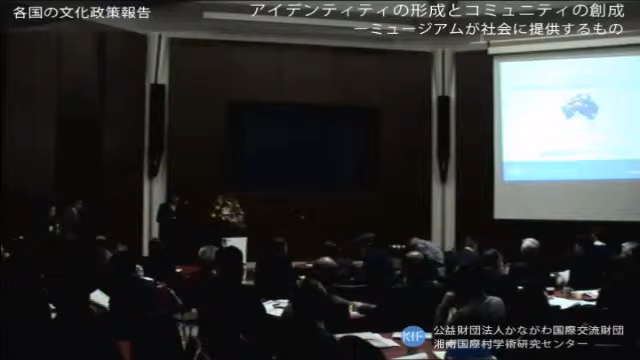 各国の文化政策報告
アイデンティティの形成とコミュニティの創成
ーミュージアムが社会に提供するもの
KIF
公益財団法人かながわ国際交流財団
湘南国際村学術研究センター